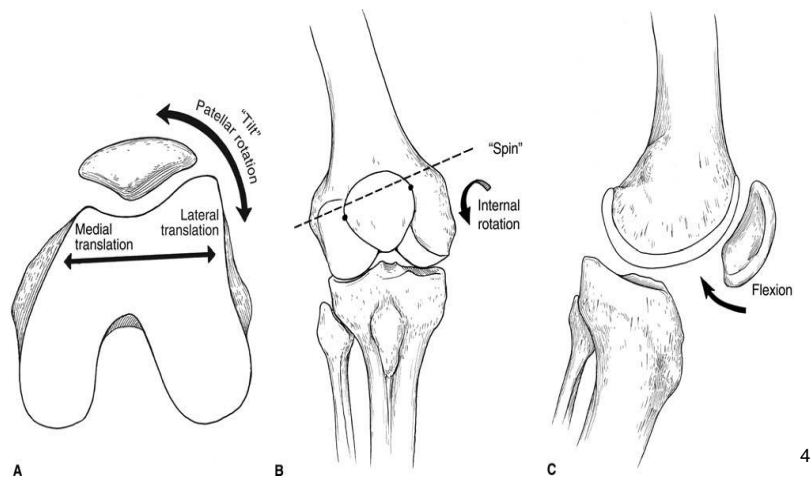 "Tilt"
Patellar rotation
Medial
translation
Lateral
translation
A
"Spin"
Internal
rotation
B
Flexion
C
4